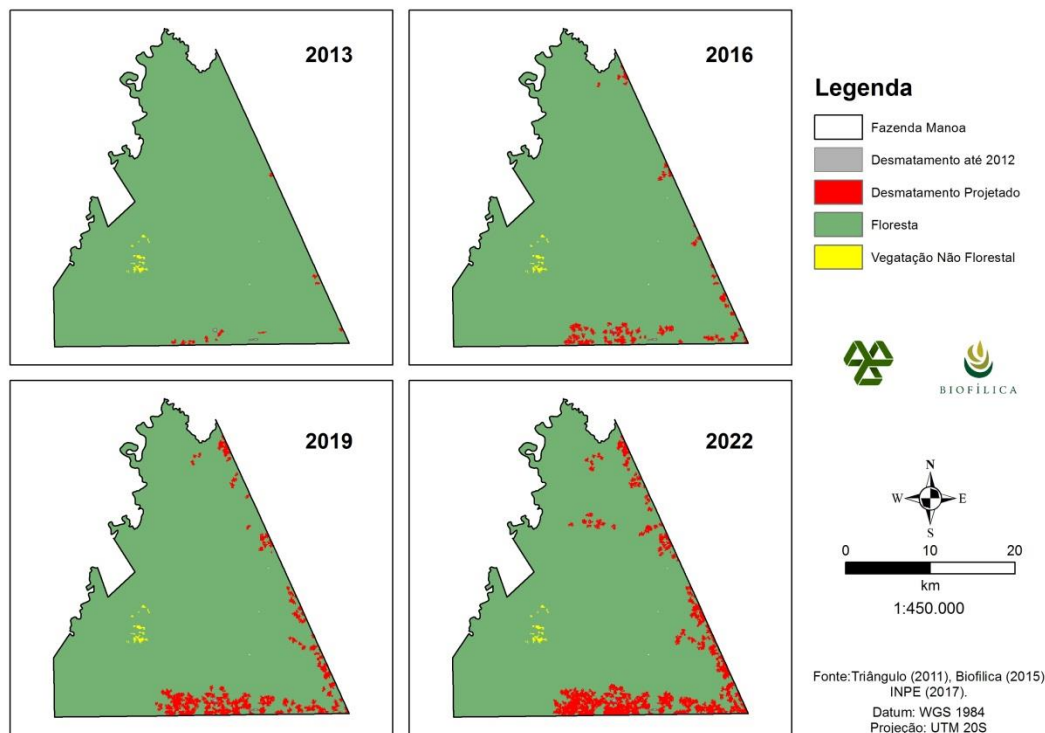 2013
2016
2019
2022
Legenda
Fazenda Manoa
Desmatamento até 2012
Desmatamento Projetado
Floresta
Vegatação Não Florestal
BIOFÍLICA
N
W E
S
0 10 20
km
1:450.000
Fonte:Triângulo (2011), Biofílica (2015)
INPE (2017).
Datum: WGS 1984
Projeção: UTM 20S